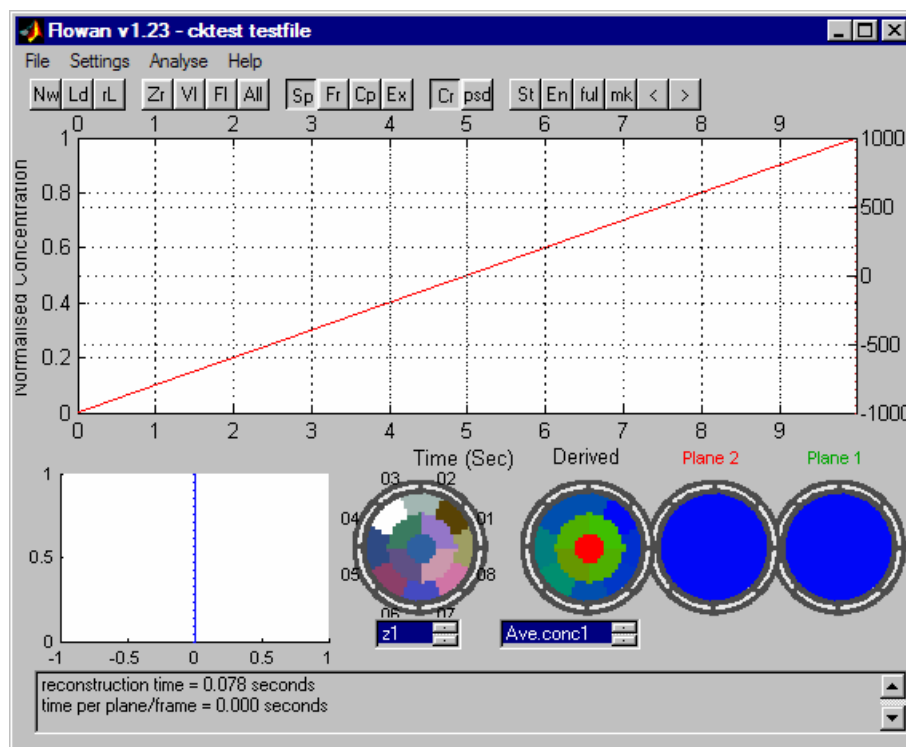 Flowan v1.23 - cktest testfile
File Settings Analyse Help
Nw Ld rL Zr Vl Fl All Sp Fr Cp Ex Cr psd St En ful mk < >
0 1 2 3 4 5 6 7 8 9
1 1000
0.8 500
0.6 0
0.4 -500
0.2
0 -1000
Normalised Concentration
0 1 2 3 4 5 6 7 8 9
Time (Sec) Derived Plane 2 Plane 1
1
0.5
0
-1 -0.5 0 0.5 1
03 02
04 01
05 08
06 07
z1 Ave.conc1
reconstruction time = 0.078 seconds
time per plane/frame = 0.000 seconds